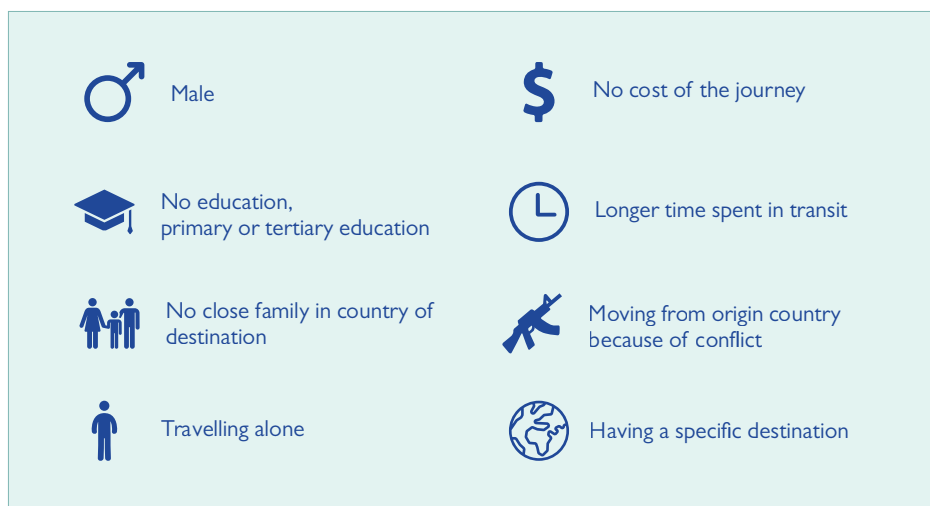 Male
No education,
primary or tertiary education
No close family in country of
destination
Travelling alone
No cost of the journey
Longer time spent in transit
Moving from origin country
because of conflict
Having a specific destination